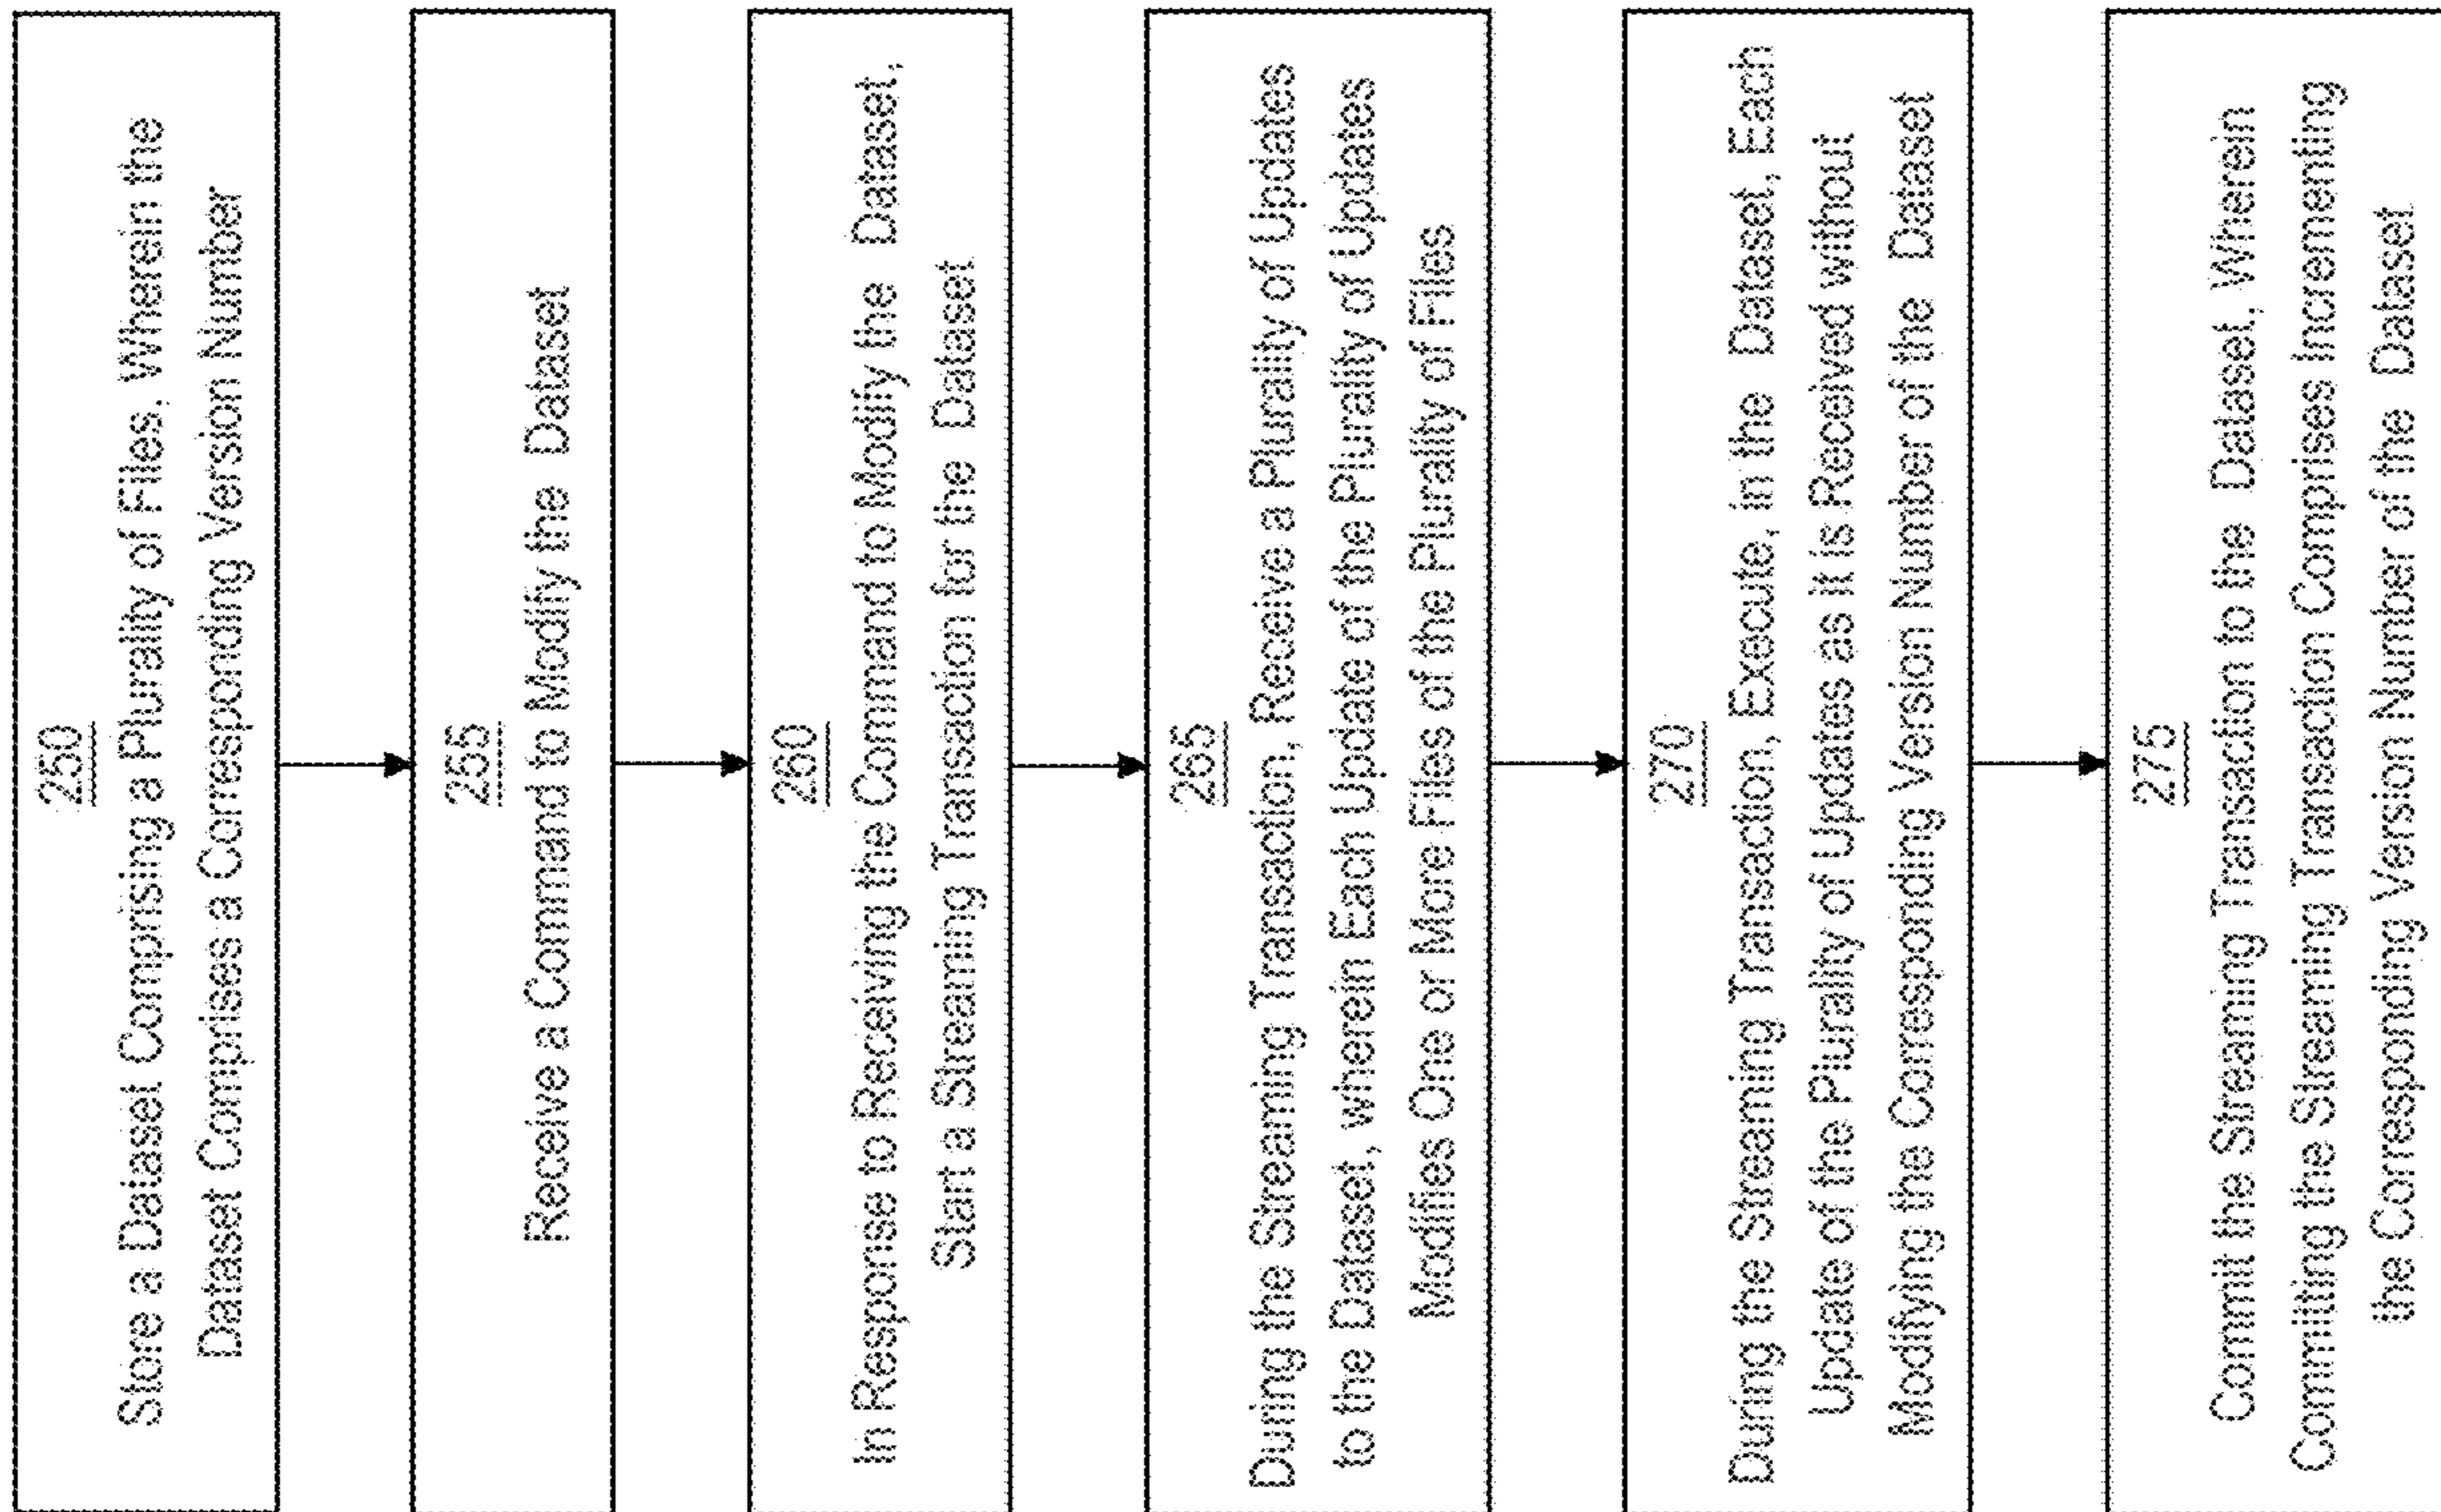 250
Store a Dataset Comprising a Plurality of Files, Wherein the
Dataset Comprises a Corresponding Version Number
255
Receive a Command to Modify the Dataset
260
In Response to Receiving the Command to Modify the Dataset,
Start a Streaming Transaction for the Dataset
265
During the Streaming Transaction, Receive a Plurality of Updates
to the Dataset, wherein Each Update of the Plurality of Updates
Modifies One or More Files of the Plurality of Files
270
During the Streaming Transaction, Execute, in the Dataset, Each
Update of the Plurality of Updates as it is Received without
Modifying the Corresponding Version Number of the Dataset
275
Commit the Streaming Transaction to the Dataset, Wherein
Committing the Streaming Transaction Comprises Incrementing
the Corresponding Version Number of the Dataset